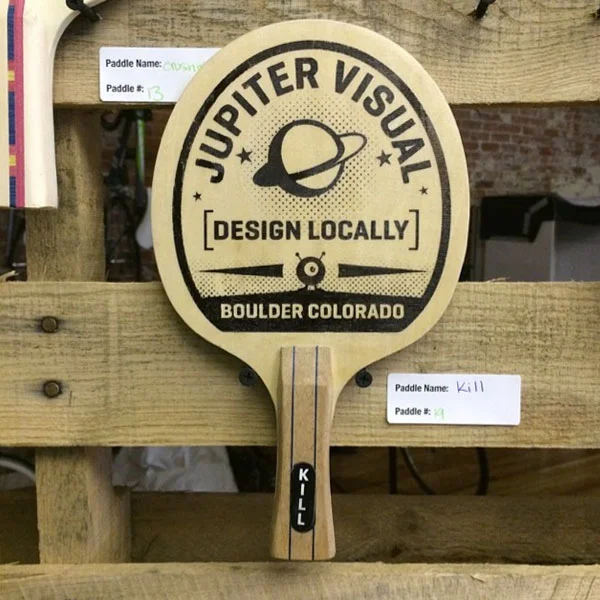 Paddle Name:
Paddle #: 13
JUPITER VISUAL
[DESIGN LOCALLY]
BOULDER COLORADO
Paddle Name: Kill
Paddle #:
KILL